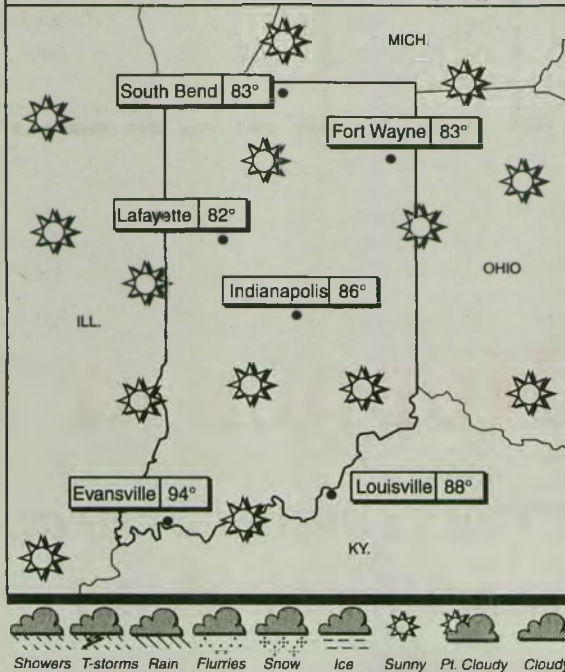 MICH.
South Bend 83°
Fort Wayne 83°
Lafayette 82°
OHIO
Indianapolis 86°
ILL.
Evansville 94°
Louisville 88°
KY.
Showers T-storms Rain Flurries Snow Ice Sunny Pt. Cloudy Cloudy